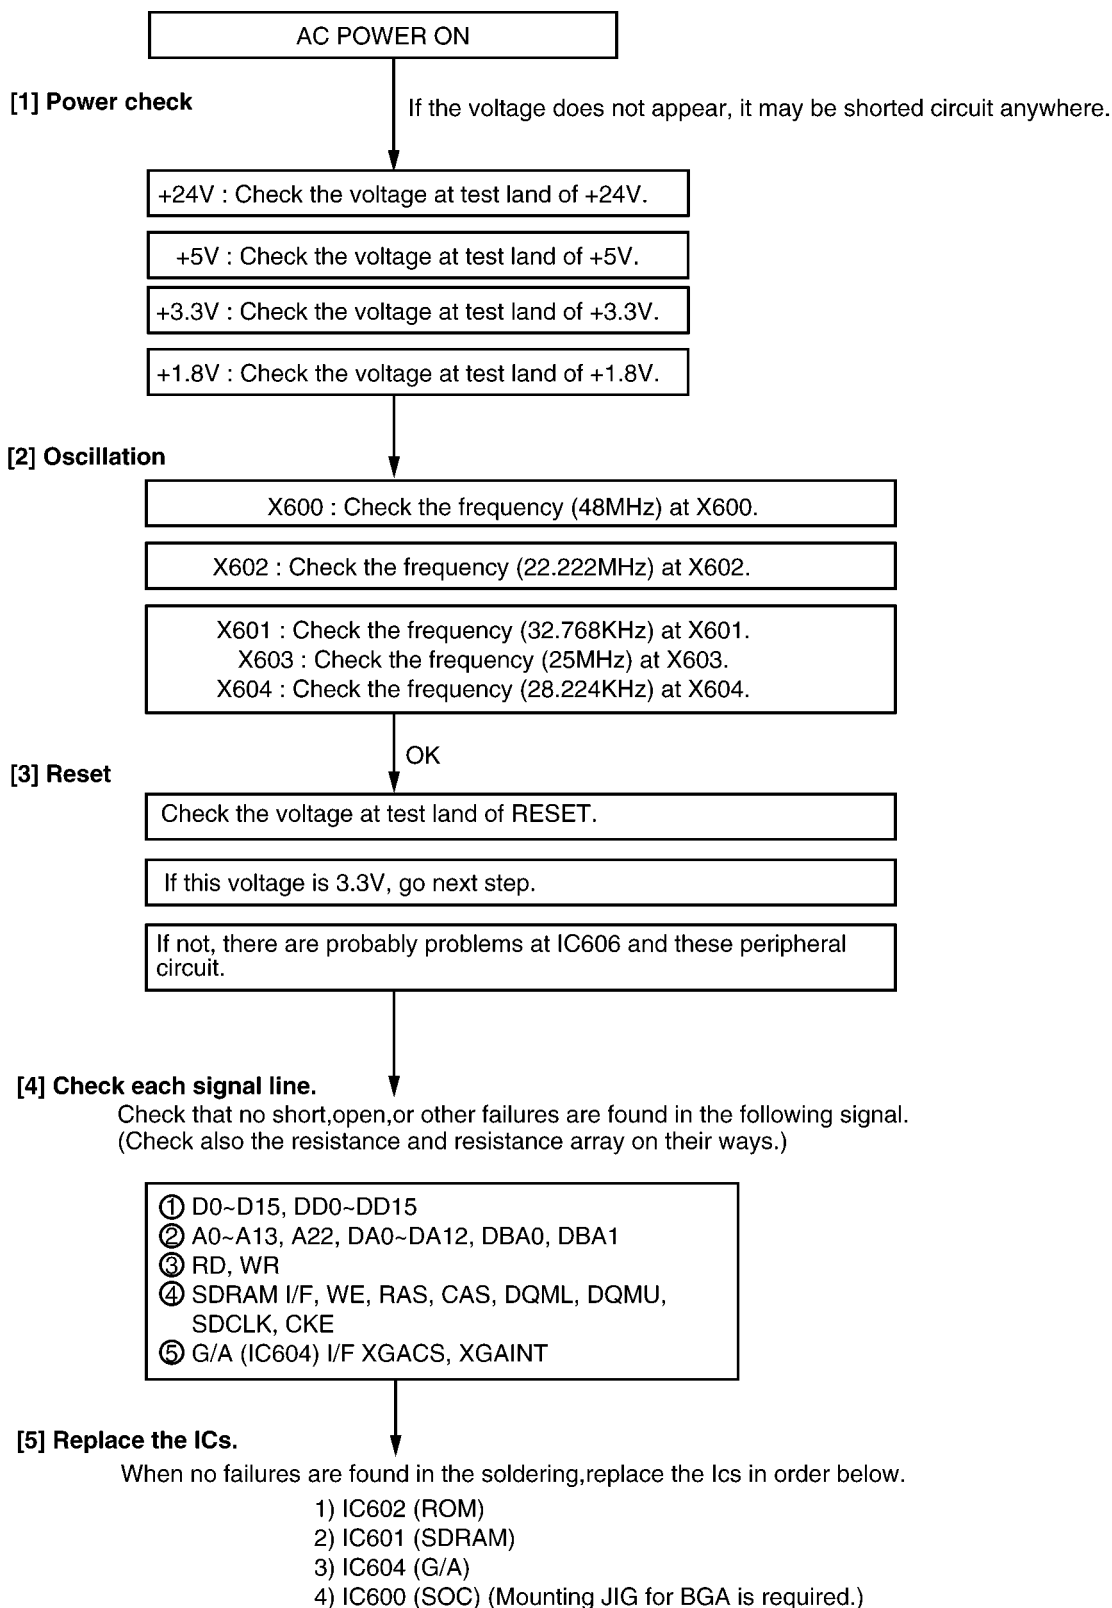 AC POWER ON
[1] Power check
If the voltage does not appear, it may be shorted circuit anywhere.
+24V : Check the voltage at test land of +24V.
+5V : Check the voltage at test land of +5V.
+3.3V : Check the voltage at test land of +3.3V.
+1.8V : Check the voltage at test land of +1.8V.
[2] Oscillation
X600 : Check the frequency (48MHz) at X600.
X602 : Check the frequency (22.222MHz) at X602.
X601 : Check the frequency (32.768KHz) at X601.
X603 : Check the frequency (25MHz) at X603.
X604 : Check the frequency (28.224KHz) at X604.
OK
[3] Reset
Check the voltage at test land of RESET.
If this voltage is 3.3V, go next step.
If not, there are probably problems at IC606 and these peripheral
circuit.
[4] Check each signal line.
Check that no short,open,or other failures are found in the following signal.
(Check also the resistance and resistance array on their ways.)
① D0~D15, DD0~DD15
② A0~A13, A22, DA0~DA12, DBA0, DBA1
③ RD, WR
④ SDRAM I/F, WE, RAS, CAS, DQML, DQMU,
SDCLK, CKE
⑤ G/A (IC604) I/F XGACS, XGAINT
[5] Replace the ICs.
When no failures are found in the soldering,replace the Ics in order below.
1) IC602 (ROM)
2) IC601 (SDRAM)
3) IC604 (G/A)
4) IC600 (SOC) (Mounting JIG for BGA is required.)